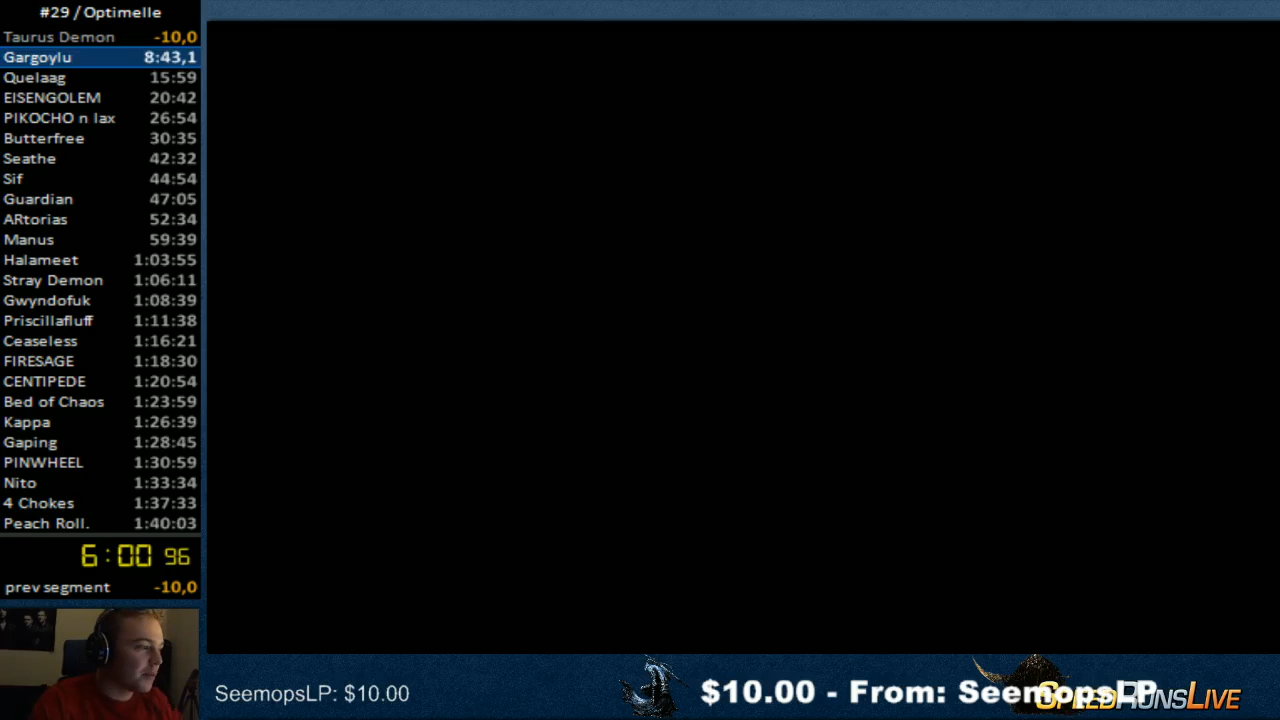 #29 / Optimelle
Taurus Demon -10,0
Gargoylu 8:43,1
Quelaag 15:59
EISENGOLEM 20:42
PIKOCHO n lax 26:54
Butterfree 30:35
Seathe 42:32
Sif 44:54
Guardian 47:05
ARtorias 52:34
Manus 59:39
Halameet 1:03:55
Stray Demon 1:06:11
Gwyndofuk 1:08:39
Priscillafluff 1:11:38
Ceaseless 1:16:21
FIRESAGE 1:18:30
CENTIPEDE 1:20:54
Bed of Chaos 1:23:59
Kappa 1:26:39
Gaping 1:28:45
PINWHEEL 1:30:59
Nito 1:33:34
4 Chokes 1:37:33
Peach Roll. 1:40:03
6:00 96
prev segment -10,0
SeemopsLP: $10.00
$10.00 - From: SeemopsLP
SPEEDRUNSLIVE